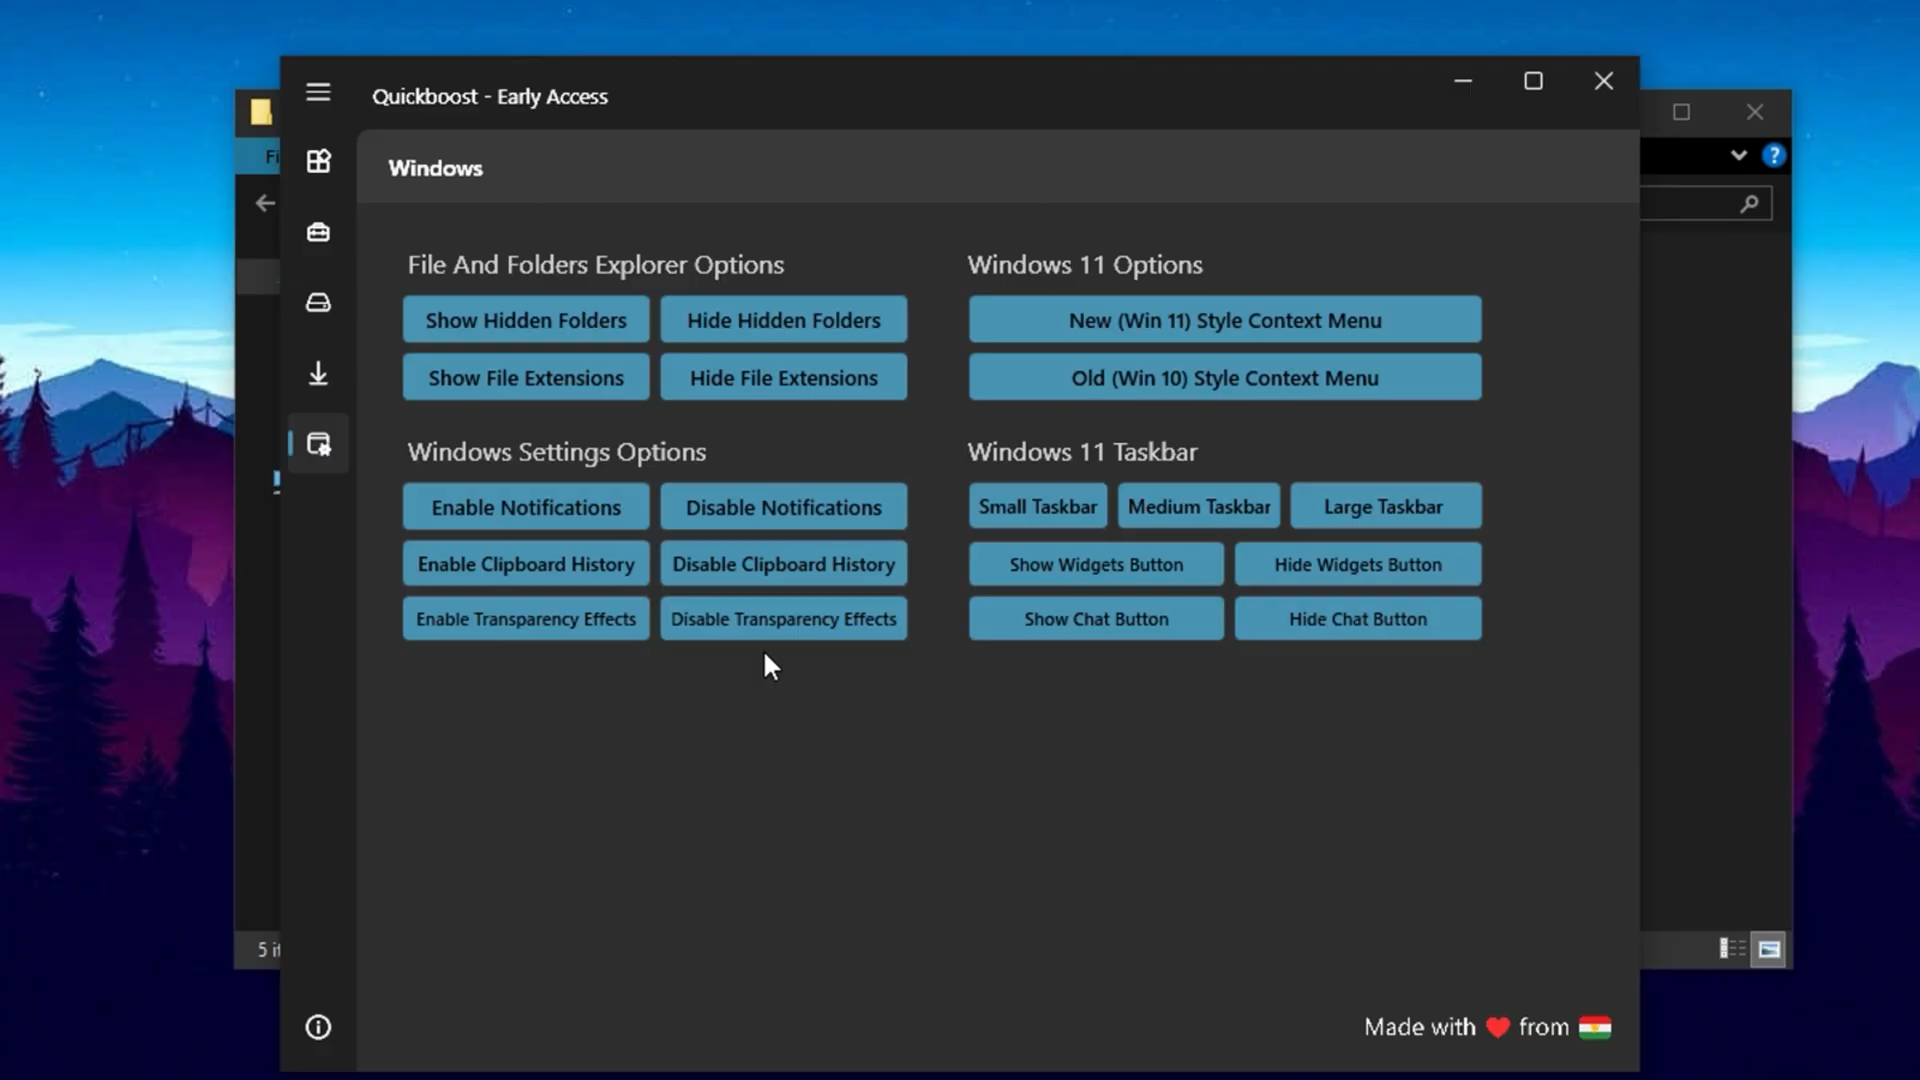 Quickboost - Early Access
Windows
File And Folders Explorer Options
Show Hidden Folders
Hide Hidden Folders
Show File Extensions
Hide File Extensions
Windows 11 Options
New (Win 11) Style Context Menu
Old (Win 10) Style Context Menu
Windows Settings Options
Enable Notifications
Disable Notifications
Enable Clipboard History
Disable Clipboard History
Enable Transparency Effects
Disable Transparency Effects
Windows 11 Taskbar
Small Taskbar
Medium Taskbar
Large Taskbar
Show Widgets Button
Hide Widgets Button
Show Chat Button
Hide Chat Button
Made with ❤ from
Fi
?
5 it